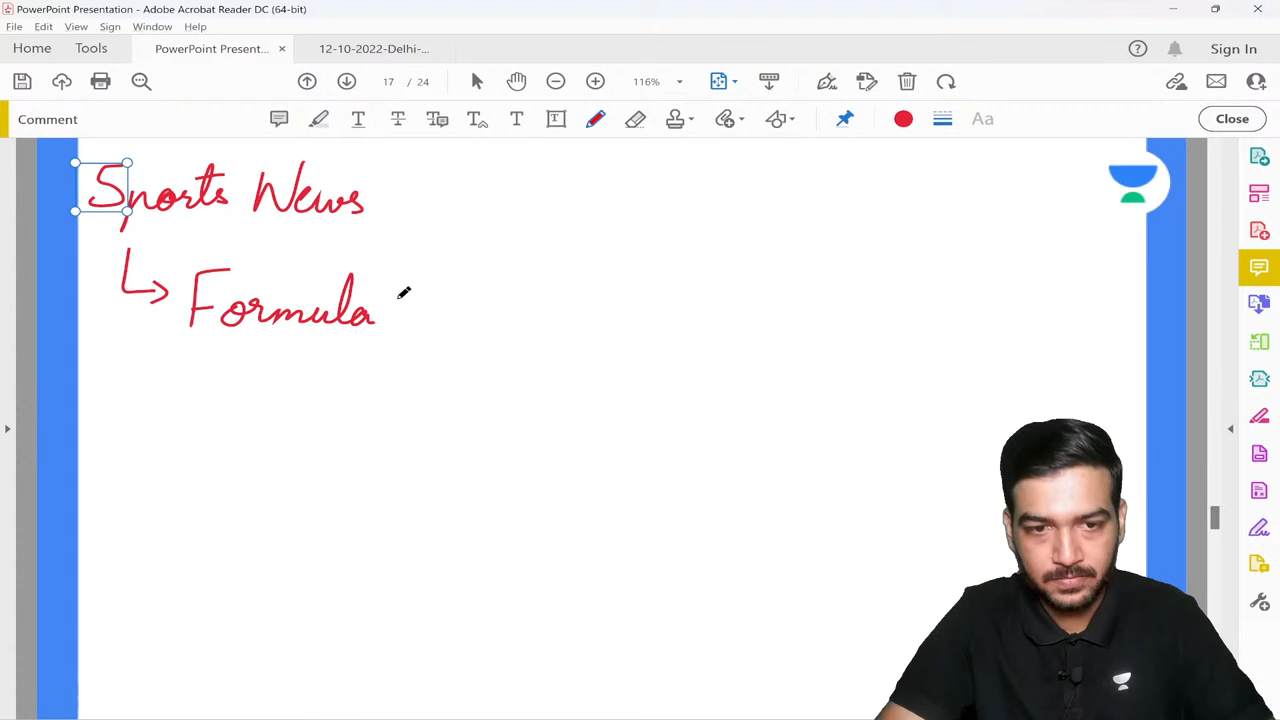 PowerPoint Presentation - Adobe Acrobat Reader DC (64-bit)
File Edit View Sign Window Help
Home Tools PowerPoint Present... × 12-10-2022-Delhi-... Sign In
17 / 24 116%
Comment Aa Close
Sports News
Formula